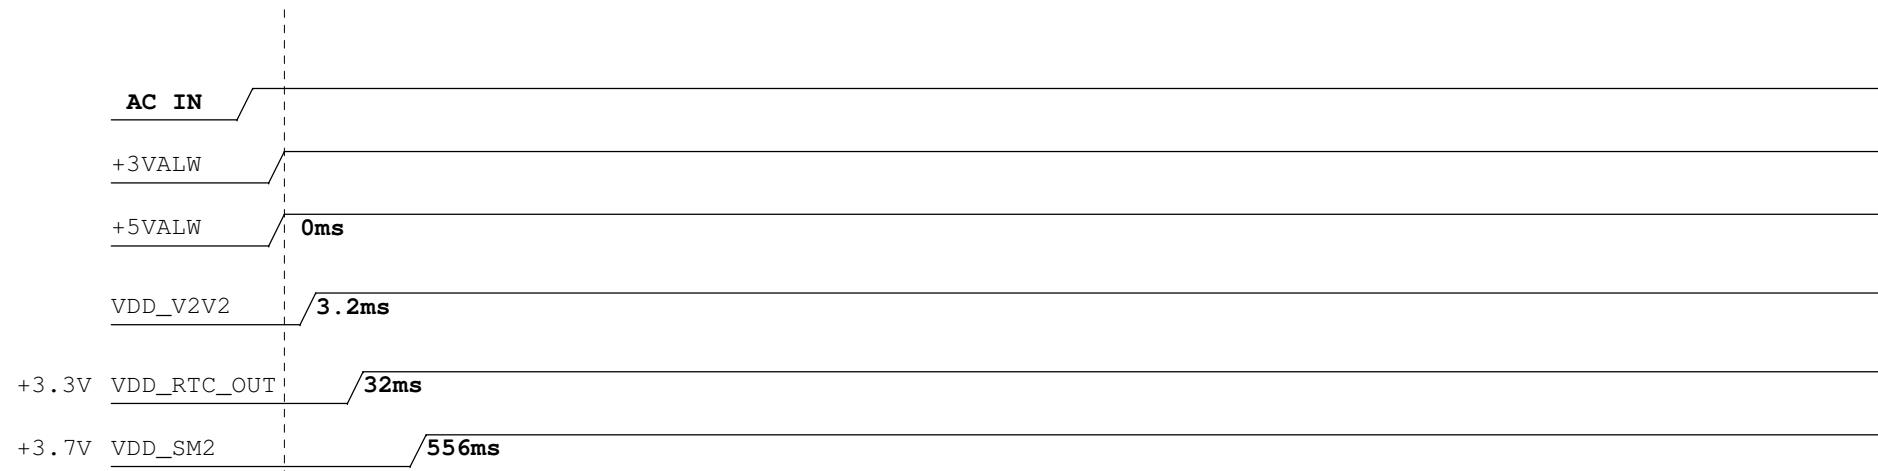 AC IN
+3VALW
+5VALW 0ms
VDD_V2V2 3.2ms
+3.3V VDD_RTC_OUT 32ms
+3.7V VDD_SM2 556ms